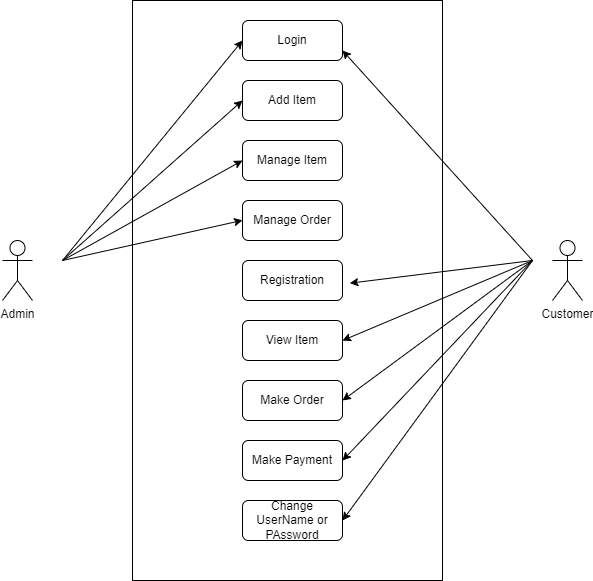 Login
Add Item
Manage Item
Manage Order
Registration
View Item
Make Order
Make Payment
Change
UserName or
PAssword
Admin
Customer